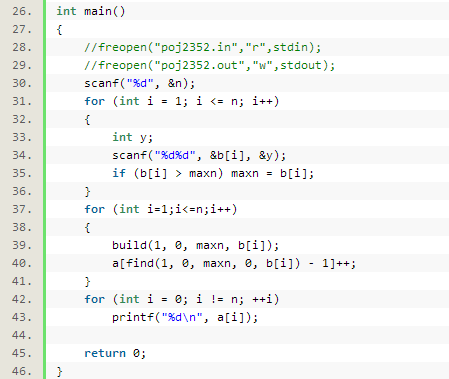 26. int main()
27. {
28. //freopen("poj2352.in","r",stdin);
29. //freopen("poj2352.out","w",stdout);
30. scanf("%d", &n);
31. for (int i = 1; i <= n; i++)
32. {
33. int y;
34. scanf("%d%d", &b[i], &y);
35. if (b[i] > maxn) maxn = b[i];
36. }
37. for (int i=1;i<=n;i++)
38. {
39. build(1, 0, maxn, b[i]);
40. a[find(1, 0, maxn, 0, b[i]) - 1]++;
41. }
42. for (int i = 0; i != n; ++i)
43. printf("%d\n", a[i]);
44.
45. return 0;
46. }